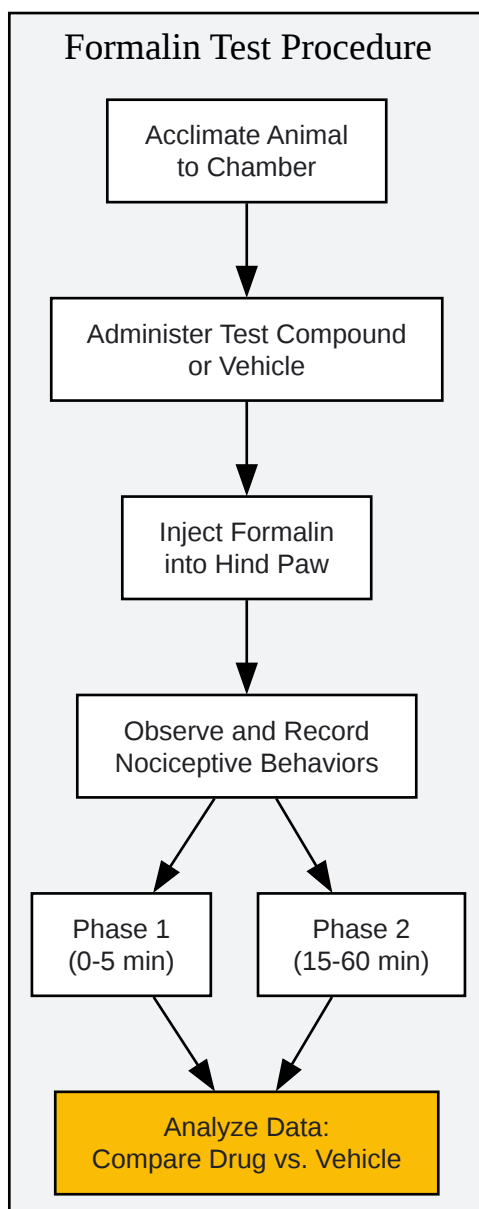 Formalin Test Procedure
Acclimate Animal
to Chamber
Administer Test Compound
or Vehicle
Inject Formalin
into Hind Paw
Observe and Record
Nociceptive Behaviors
Phase 1
(0-5 min)
Phase 2
(15-60 min)
Analyze Data:
Compare Drug vs. Vehicle